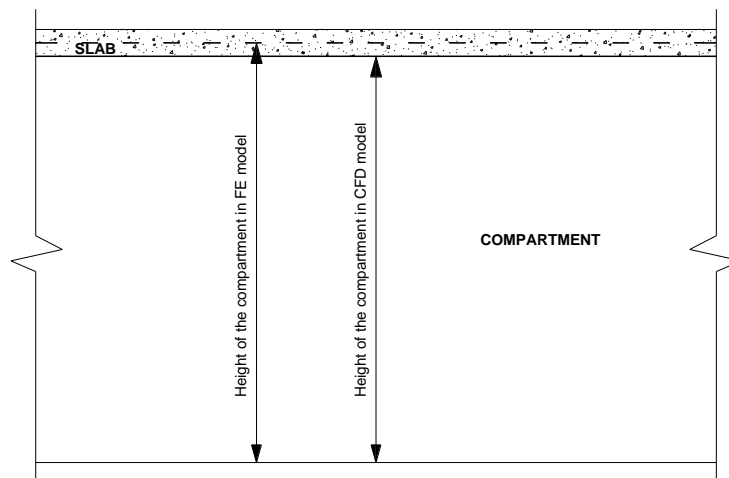 SLAB
Height of the compartment in FE model
Height of the compartment in CFD model
COMPARTMENT